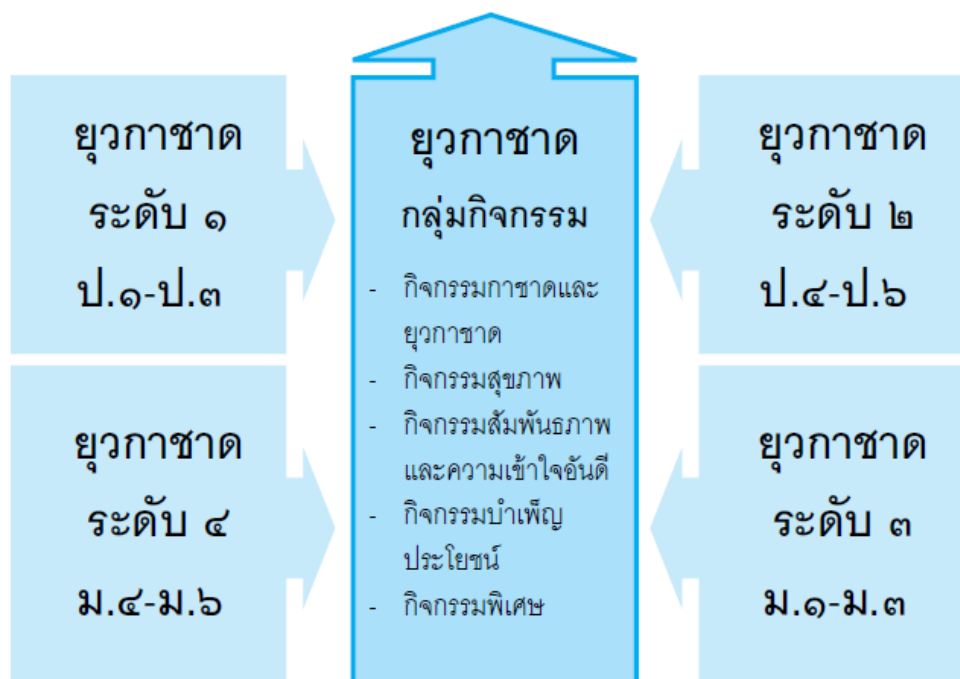 ยุวกาชาด
ระดับ ๑
ป.๑-ป.๓
ยุวกาชาด
กลุ่มกิจกรรม
- กิจกรรมกาชาดและ
ยุวกาชาด
- กิจกรรมสุขภาพ
- กิจกรรมสัมพันธภาพ
และความเข้าใจอันดี
- กิจกรรมบำเพ็ญ
ประโยชน์
- กิจกรรมพิเศษ
ยุวกาชาด
ระดับ ๒
ป.๔-ป.๖
ยุวกาชาด
ระดับ ๔
ม.๔-ม.๖
ยุวกาชาด
ระดับ ๓
ม.๑-ม.๓